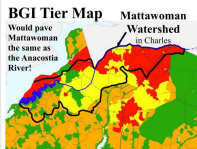 BGI Tier Map
Would pave
Mattawoman
the same as
the Anacostia
River!
Mattawoman
Watershed
in Charles